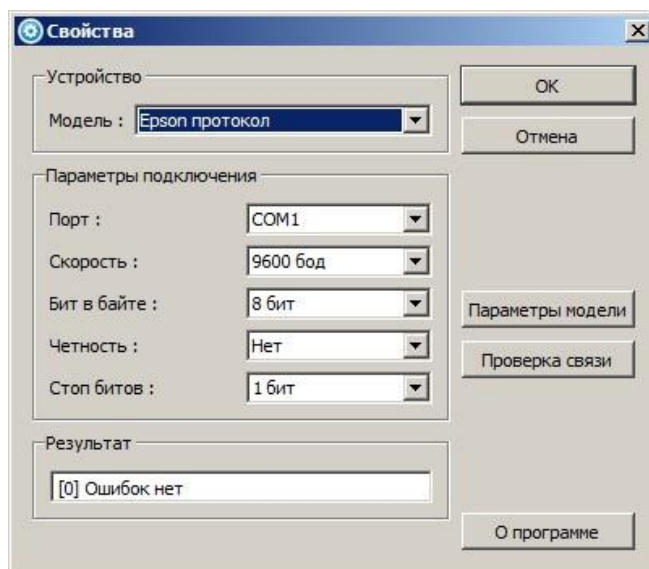 Свойства
Устройство
OK
Модель : Epson протокол
Отмена
Параметры подключения
Порт : COM1
Скорость : 9600 бод
Бит в байте : 8 бит
Параметры модели
Четность : Нет
Проверка связи
Стоп битов : 1 бит
Результат
[0] Ошибок нет
О программе